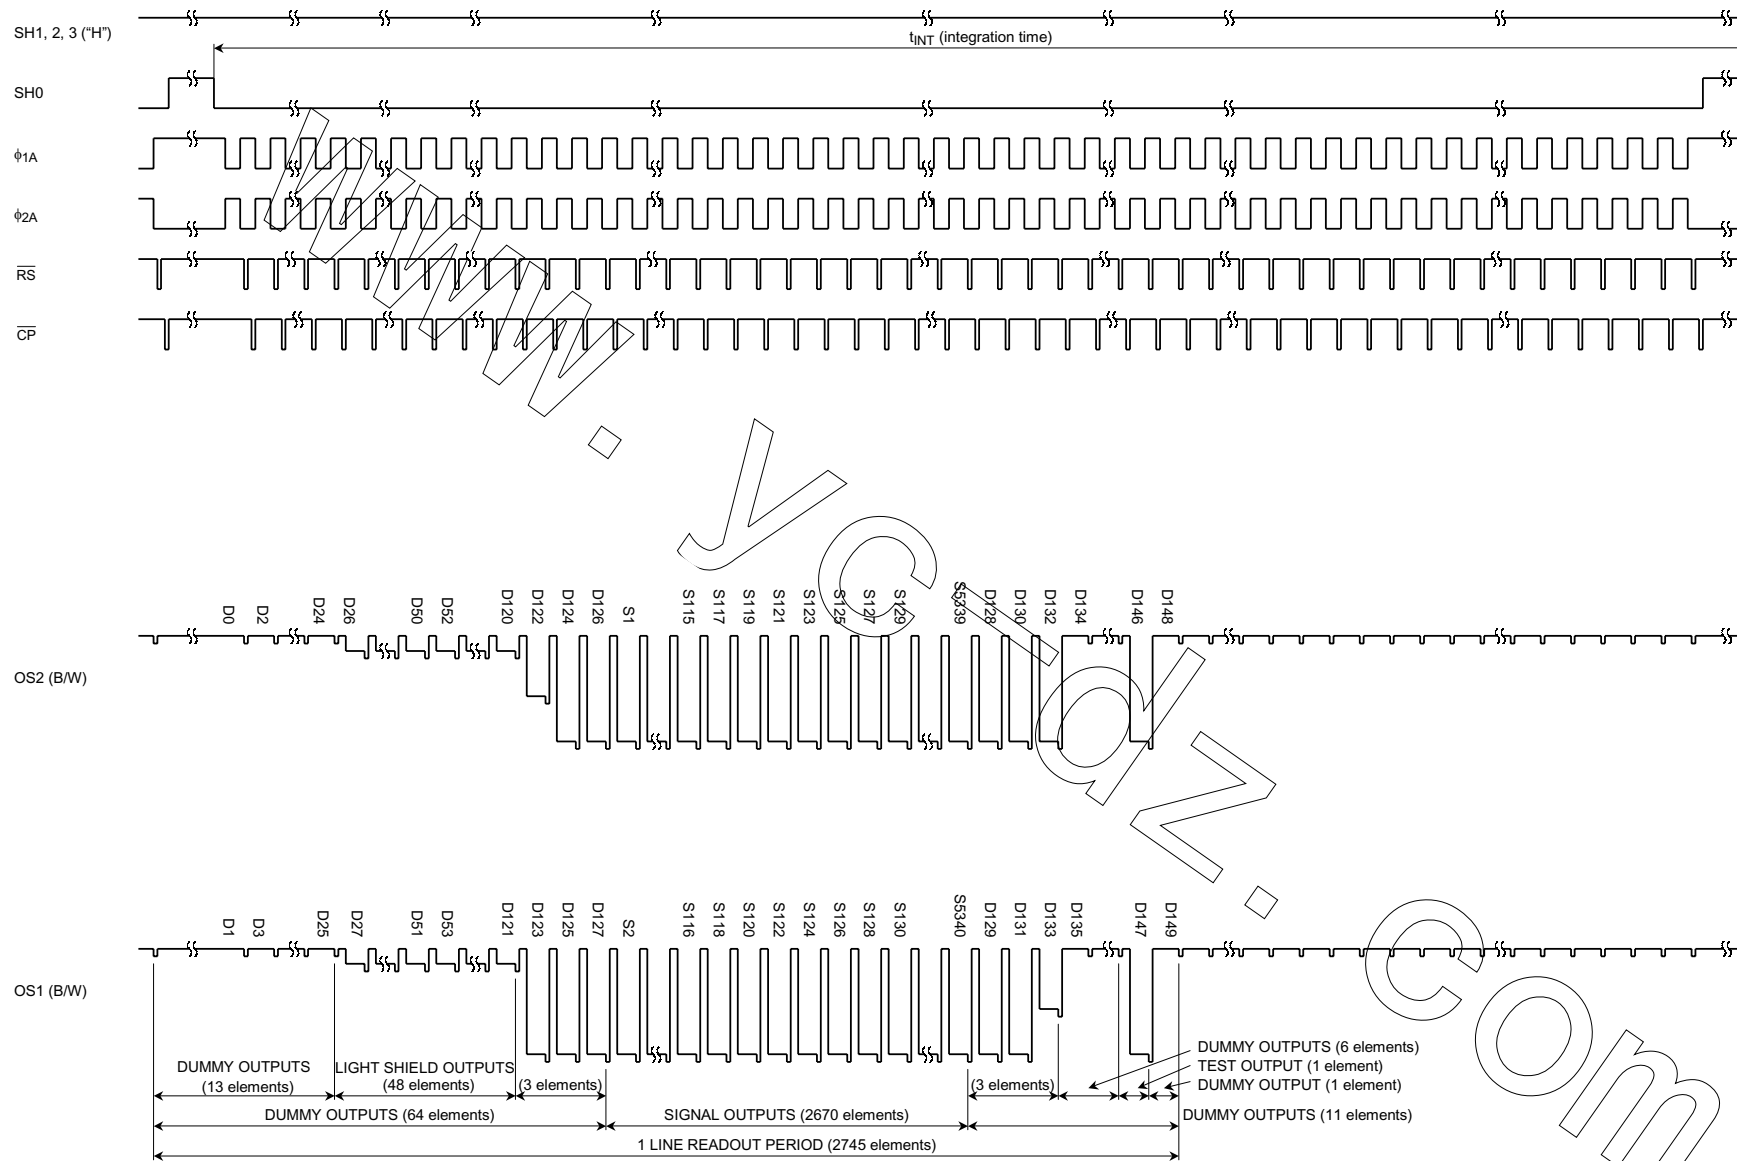 SH1, 2, 3 (“H”)
tINT (integration time)
SH0
ϕ1A
ϕ2A
RS
CP
D0 D2 D24 D26 D50 D52 D120 D122 D124 D126 S1 S115 S117 S119 S121 S123 S125 S127 S129 S5339 D128 D130 D132 D134 D146 D148
OS2 (B/W)
D1 D3 D25 D27 D51 D53 D121 D123 D125 D127 S2 S116 S118 S120 S122 S124 S126 S128 S130 S5340 D129 D131 D133 D135 D147 D149
OS1 (B/W)
DUMMY OUTPUTS
(13 elements)
LIGHT SHIELD OUTPUTS
(48 elements)
(3 elements)
(3 elements)
DUMMY OUTPUTS (6 elements)
TEST OUTPUT (1 element)
DUMMY OUTPUT (1 element)
DUMMY OUTPUTS (64 elements)
SIGNAL OUTPUTS (2670 elements)
DUMMY OUTPUTS (11 elements)
1 LINE READOUT PERIOD (2745 elements)
www.ycldz.com